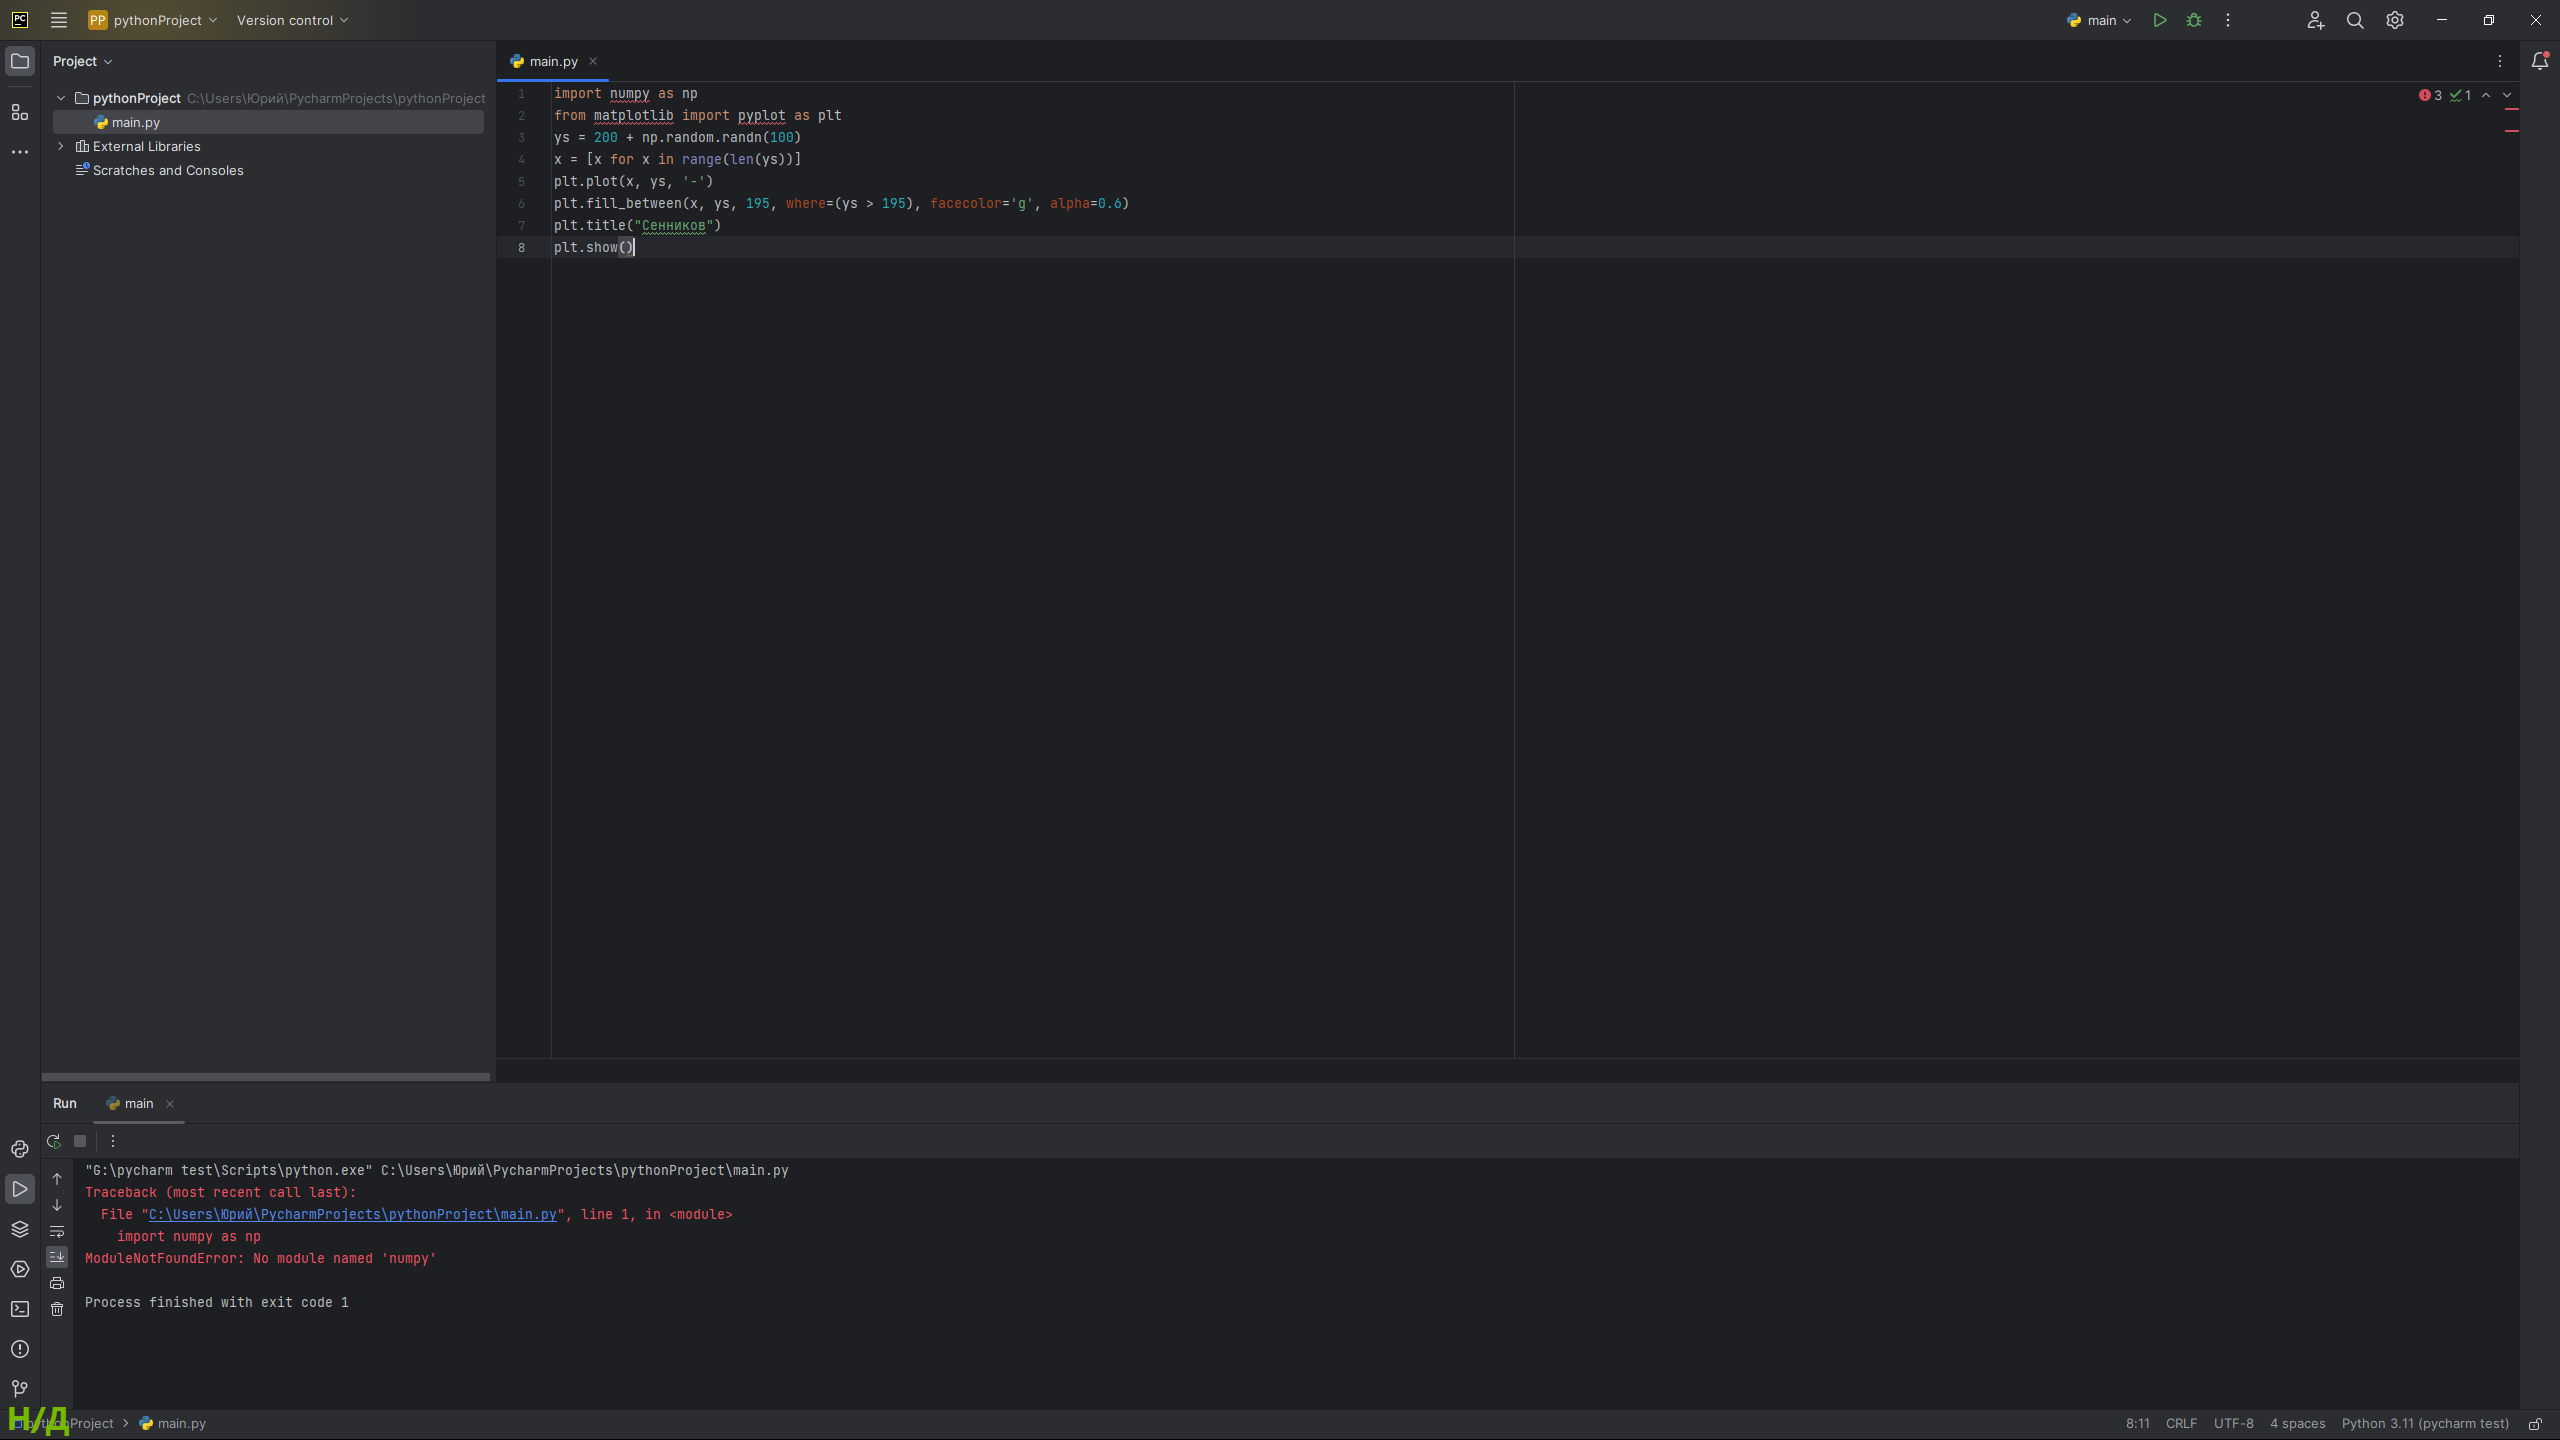 PC
PP pythonProject Version control
main
Project
main.py
pythonProject C:\Users\Юрий\PycharmProjects\pythonProject
main.py
External Libraries
Scratches and Consoles
1 import numpy as np
2 from matplotlib import pyplot as plt
3 ys = 200 + np.random.randn(100)
4 x = [x for x in range(len(ys))]
5 plt.plot(x, ys, '-')
6 plt.fill_between(x, ys, 195, where=(ys > 195), facecolor='g', alpha=0.6)
7 plt.title("Сенников")
8 plt.show()
3 1
Run main
"G:\pycharm test\Scripts\python.exe" C:\Users\Юрий\PycharmProjects\pythonProject\main.py
Traceback (most recent call last):
File "C:\Users\Юрий\PycharmProjects\pythonProject\main.py", line 1, in <module>
import numpy as np
ModuleNotFoundError: No module named 'numpy'
Process finished with exit code 1
Н/Д
pythonProject > main.py
8:11 CRLF UTF-8 4 spaces Python 3.11 (pycharm test)